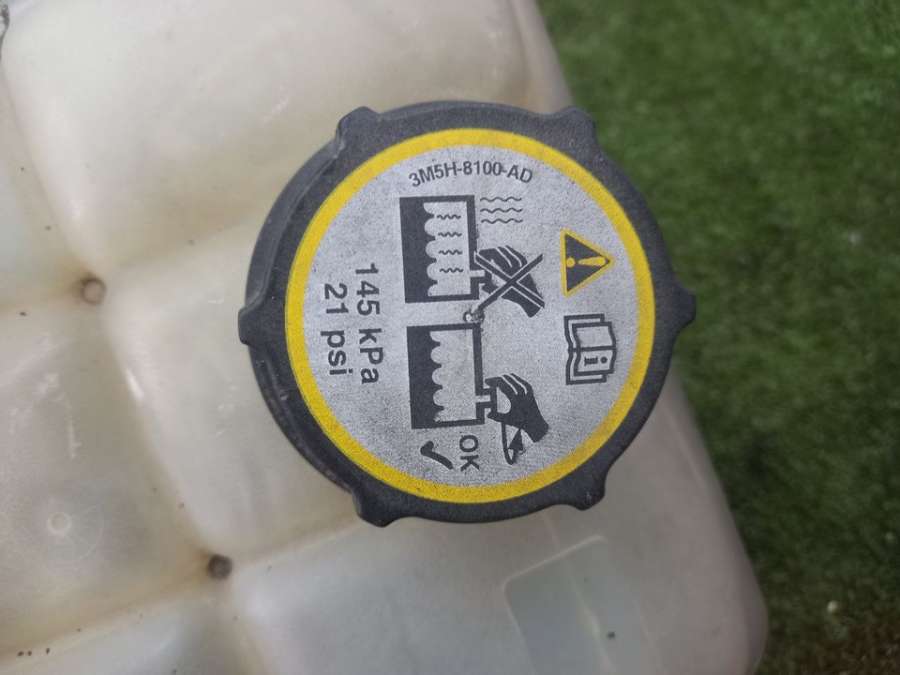 3M5H-8100-AD
145 kPa
21 psi
OK